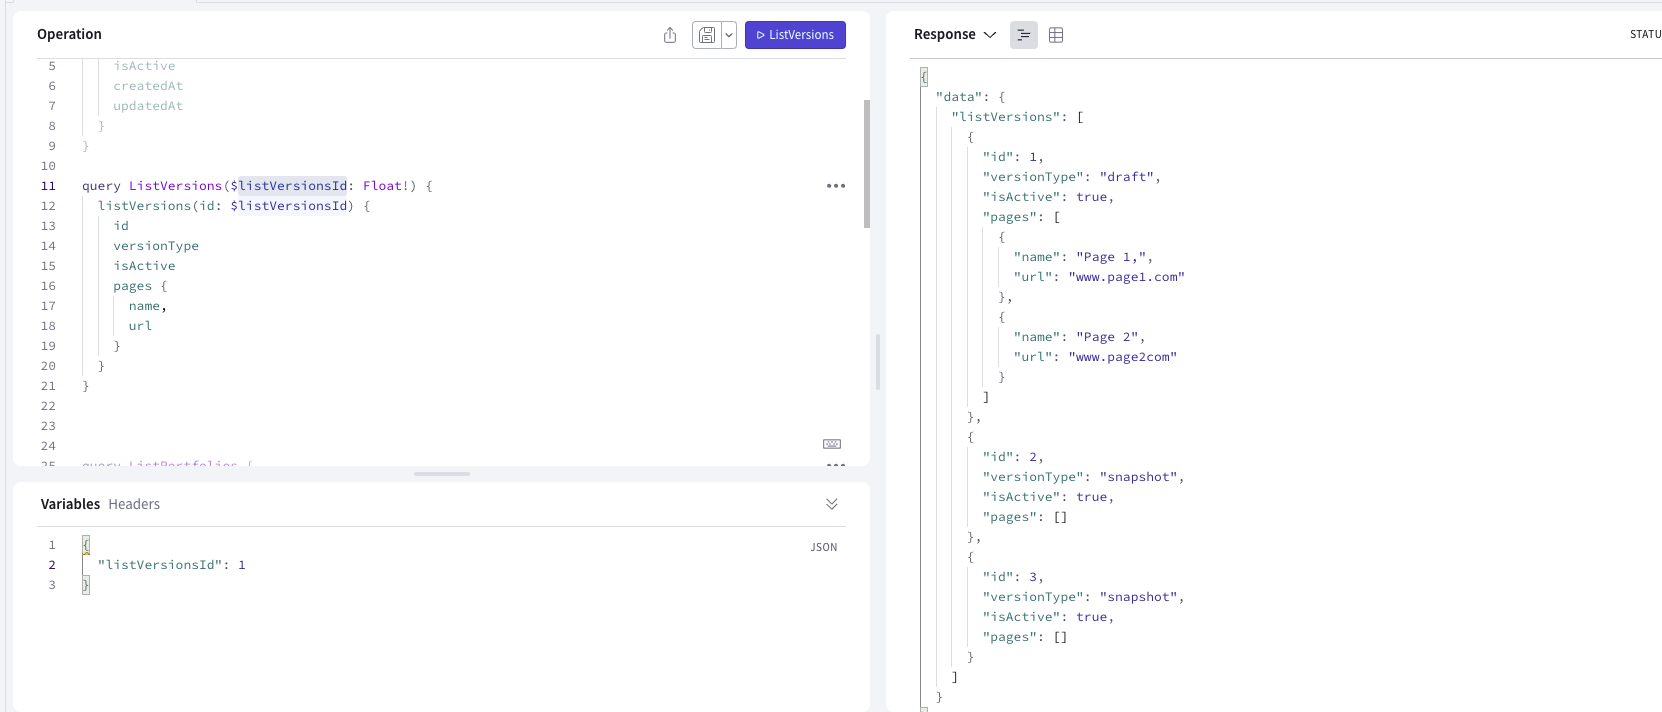 Operation
ListVersions
5 isActive
6 createdAt
7 updatedAt
8 }
9 }
10
11 query ListVersions($listVersionsId: Float!) {
12 listVersions(id: $listVersionsId) {
13 id
14 versionType
15 isActive
16 pages {
17 name,
18 url
19 }
20 }
21 }
22
23
24
25 query ListPortfolios {
Variables Headers
JSON
1 {
2 "listVersionsId": 1
3 }
Response
STATU
{
"data": {
"listVersions": [
{
"id": 1,
"versionType": "draft",
"isActive": true,
"pages": [
{
"name": "Page 1,",
"url": "www.page1.com"
},
{
"name": "Page 2",
"url": "www.page2com"
}
]
},
{
"id": 2,
"versionType": "snapshot",
"isActive": true,
"pages": []
},
{
"id": 3,
"versionType": "snapshot",
"isActive": true,
"pages": []
}
]
}